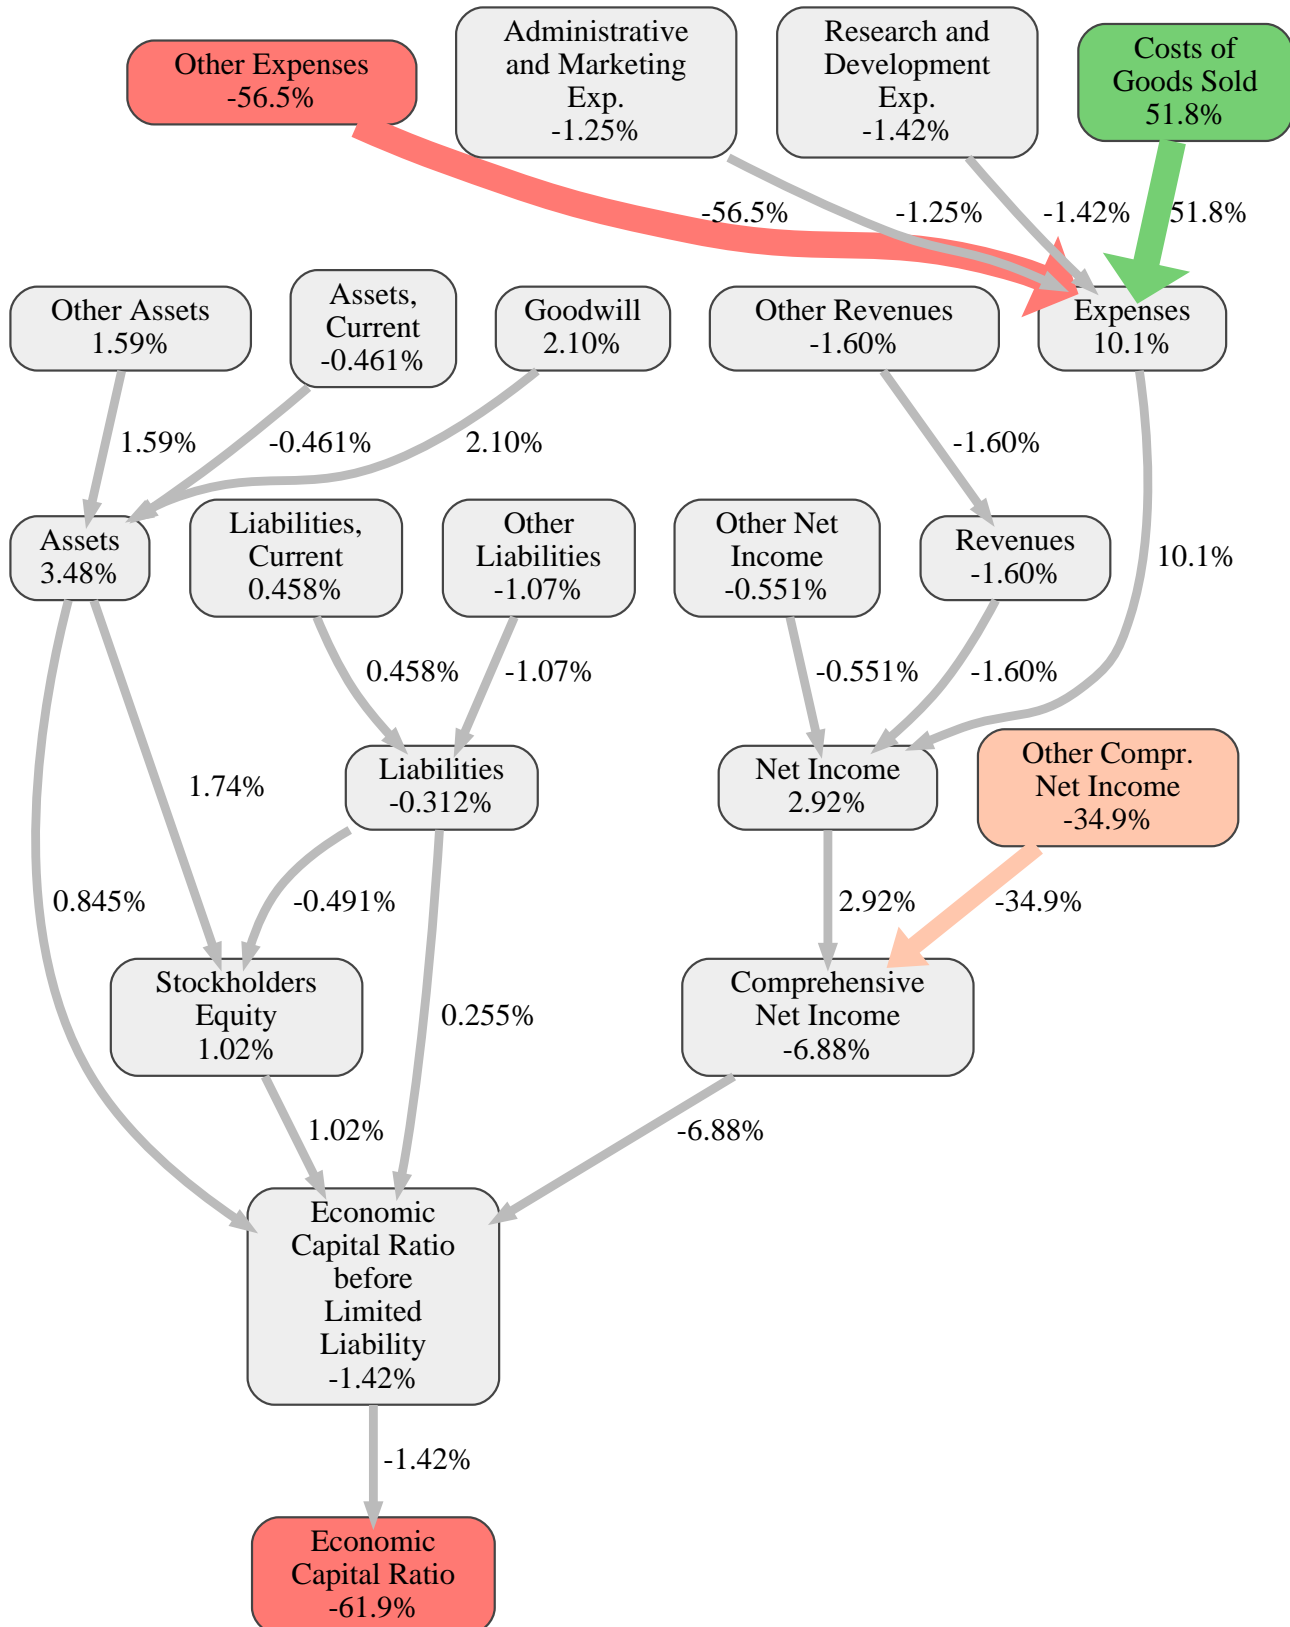 Other Expenses
-56.5%
Administrative
and Marketing
Exp.
-1.25%
Research and
Development
Exp.
-1.42%
Costs of
Goods Sold
51.8%
-56.5%
-1.25%
-1.42%
51.8%
Other Assets
1.59%
Assets,
Current
-0.461%
Goodwill
2.10%
Other Revenues
-1.60%
Expenses
10.1%
1.59%
-0.461%
2.10%
-1.60%
10.1%
Assets
3.48%
Liabilities,
Current
0.458%
Other
Liabilities
-1.07%
Other Net
Income
-0.551%
Revenues
-1.60%
0.458%
-1.07%
-0.551%
-1.60%
1.74%
Liabilities
-0.312%
Net Income
2.92%
Other Compr.
Net Income
-34.9%
0.845%
-0.491%
2.92%
-34.9%
Stockholders
Equity
1.02%
0.255%
Comprehensive
Net Income
-6.88%
1.02%
-6.88%
Economic
Capital Ratio
before
Limited
Liability
-1.42%
-1.42%
Economic
Capital Ratio
-61.9%